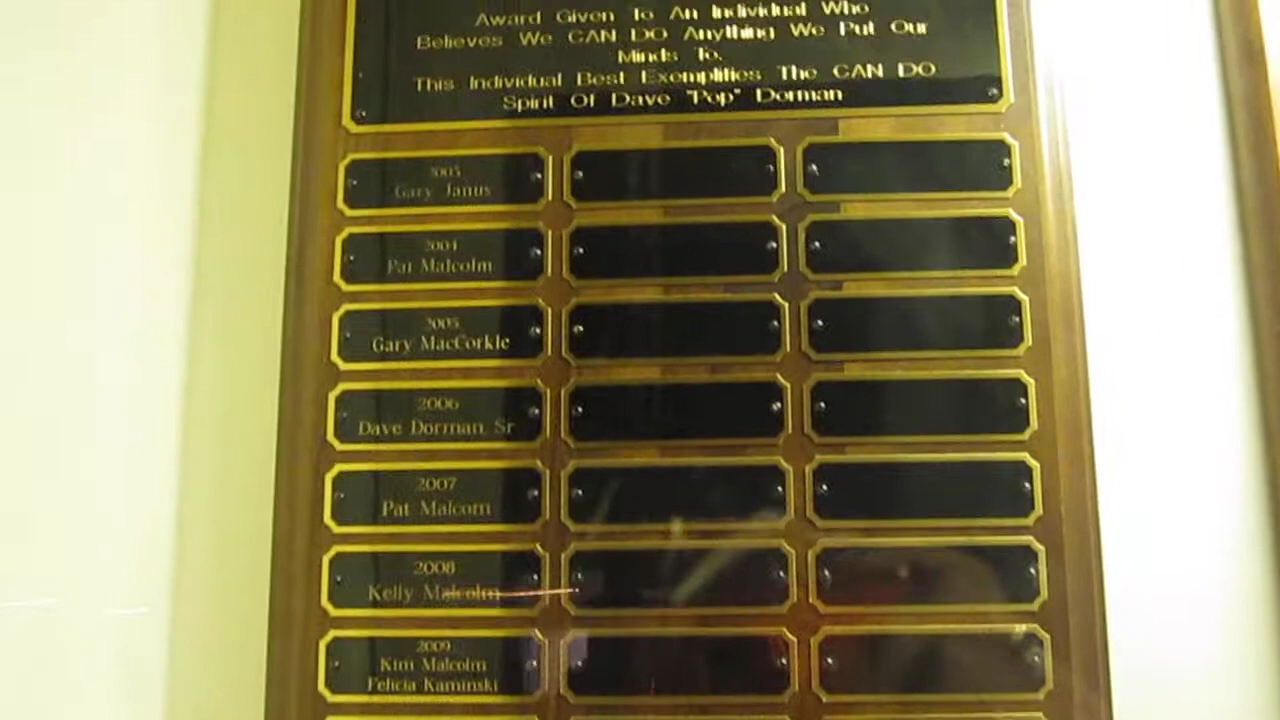 Award Given To An Individual Who
Believes We CAN DO Anything We Put Our
Minds To.
This Individual Best Exemplifies The CAN DO
Spirit Of Dave "Pop" Dorman
2003
Gary Janus
2004
Pat Malcolm
2005
Gary MacCorkle
2006
Dave Dorman Sr
2007
Pat Malcom
2008
Kelly Malcolm
2009
Kim Malcolm
Felicia Kaminski